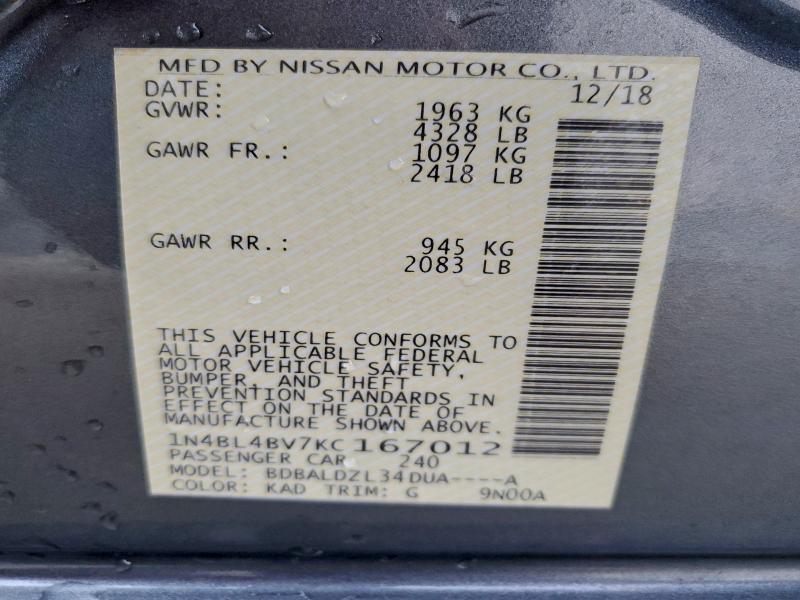 MFD BY NISSAN MOTOR CO., LTD.
DATE: 12/18
GVWR: 1963 KG
4328 LB
GAWR FR.: 1097 KG
2418 LB
GAWR RR.: 945 KG
2083 LB
THIS VEHICLE CONFORMS TO
ALL APPLICABLE FEDERAL
MOTOR VEHICLE SAFETY,
BUMPER, AND THEFT
PREVENTION STANDARDS IN
EFFECT ON THE DATE OF
MANUFACTURE SHOWN ABOVE.
1N4BL4BV7KC167012
PASSENGER CAR 240
MODEL: BDBALDZL34DUA----A
COLOR: KAD TRIM: G 9N00A